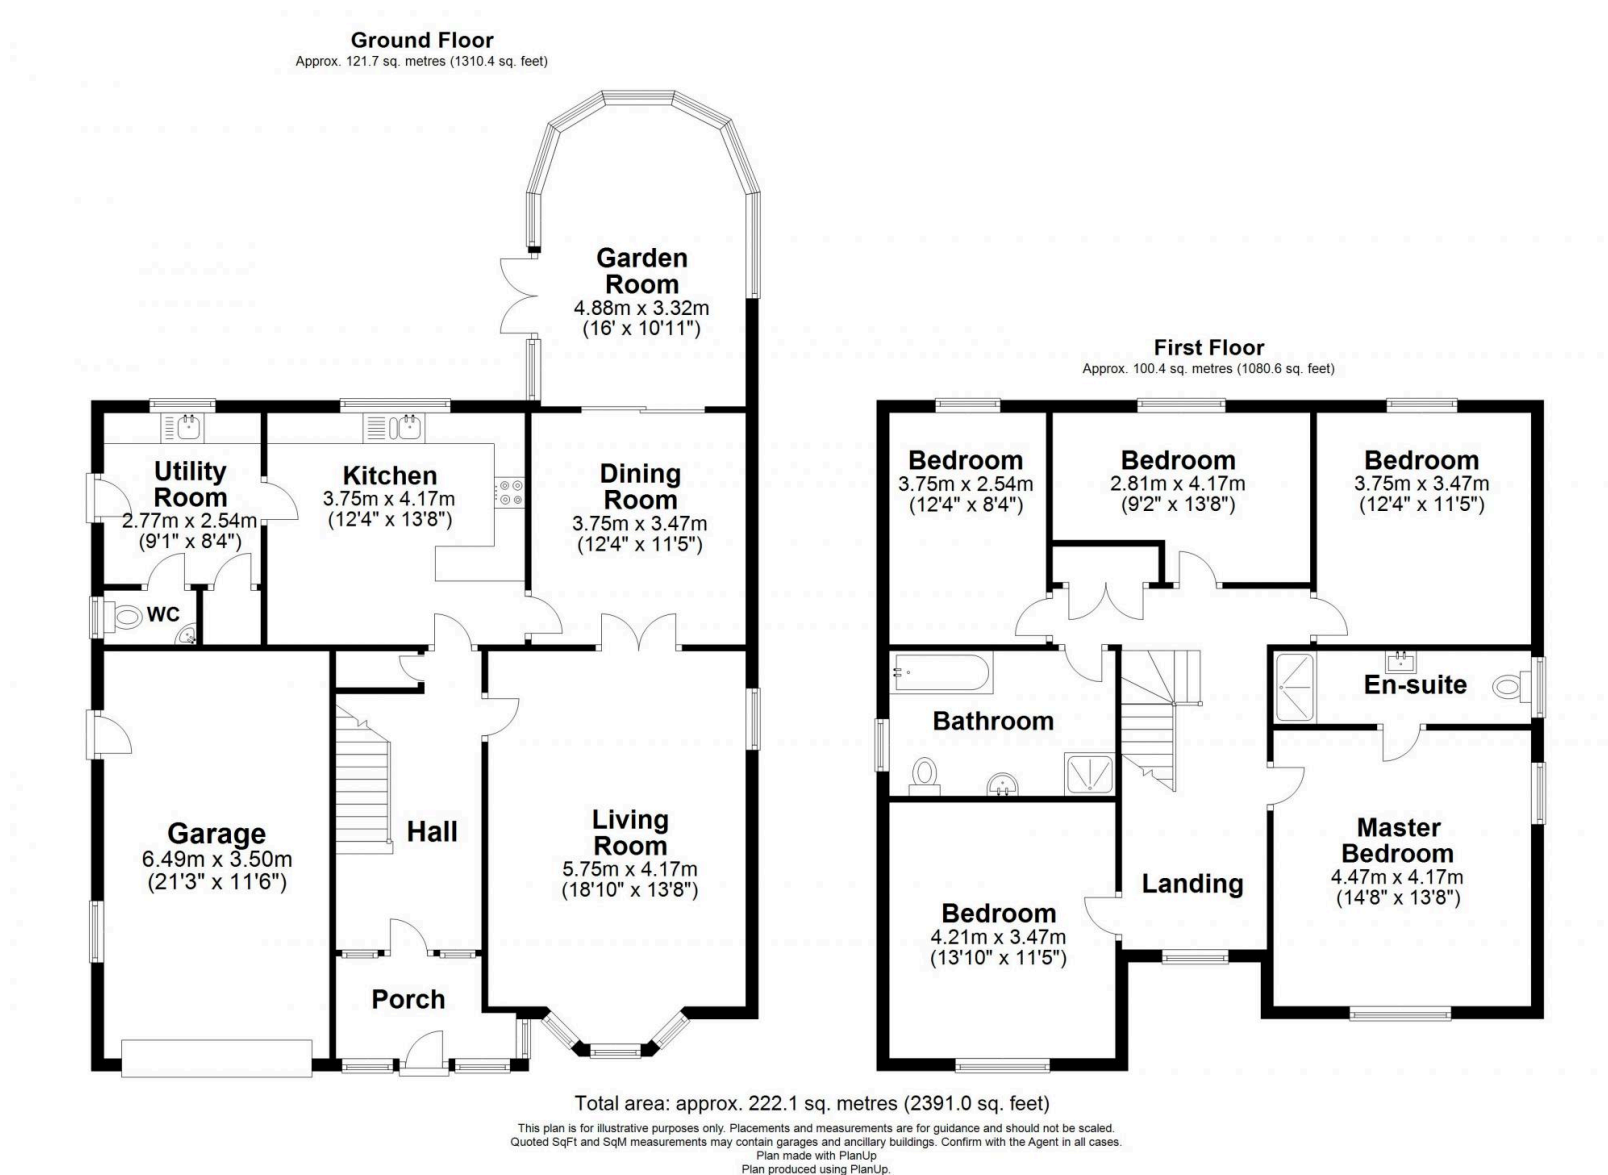 Ground Floor
Approx. 121.7 sq. metres (1310.4 sq. feet)
Garden
Room
4.88m x 3.32m
(16' x 10'11")
Utility
Room
2.77m x 2.54m
(9'1" x 8'4")
Kitchen
3.75m x 4.17m
(12'4" x 13'8")
Dining
Room
3.75m x 3.47m
(12'4" x 11'5")
WC
Garage
6.49m x 3.50m
(21'3" x 11'6")
Hall
Living
Room
5.75m x 4.17m
(18'10" x 13'8")
Porch
First Floor
Approx. 100.4 sq. metres (1080.6 sq. feet)
Bedroom
3.75m x 2.54m
(12'4" x 8'4")
Bedroom
2.81m x 4.17m
(9'2" x 13'8")
Bedroom
3.75m x 3.47m
(12'4" x 11'5")
Bathroom
En-suite
Master
Bedroom
4.47m x 4.17m
(14'8" x 13'8")
Landing
Bedroom
4.21m x 3.47m
(13'10" x 11'5")
Total area: approx. 222.1 sq. metres (2391.0 sq. feet)
This plan is for illustrative purposes only. Placements and measurements are for guidance and should not be scaled.
Quoted SqFt and SqM measurements may contain garages and ancillary buildings. Confirm with the Agent in all cases.
Plan made with PlanUp
Plan produced using PlanUp.